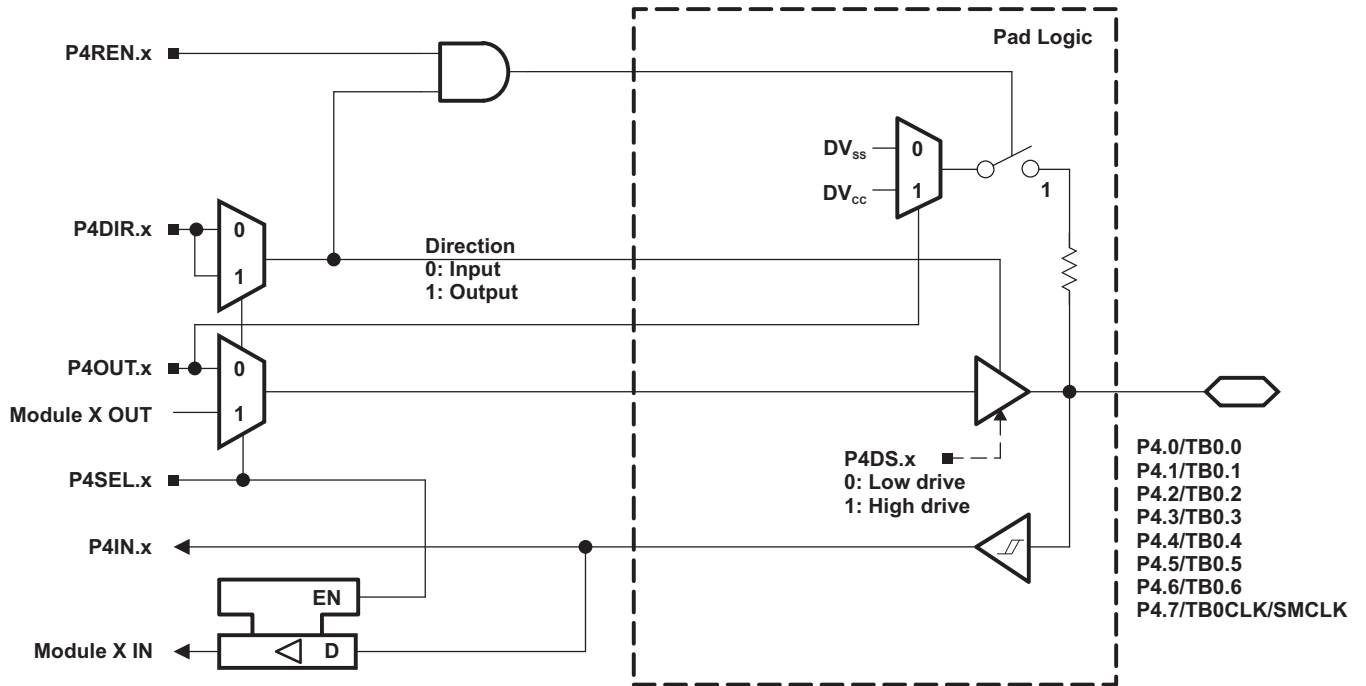 Pad Logic
P4REN.x
DVSS
0
DVCC
1
1
P4DIR.x
0
1
Direction
0: Input
1: Output
P4OUT.x
0
Module X OUT
1
P4DS.x
0: Low drive
1: High drive
P4SEL.x
P4IN.x
EN
Module X IN
D
P4.0/TB0.0
P4.1/TB0.1
P4.2/TB0.2
P4.3/TB0.3
P4.4/TB0.4
P4.5/TB0.5
P4.6/TB0.6
P4.7/TB0CLK/SMCLK